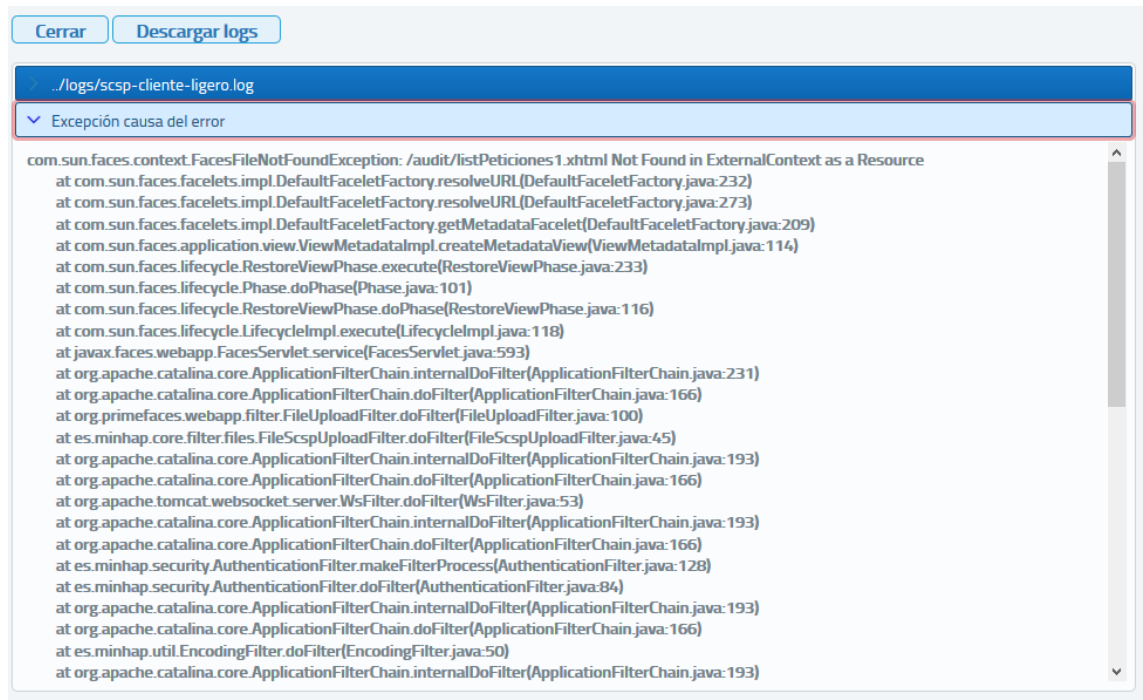 Cerrar Descargar logs
../logs/scsp-cliente-ligero.log
Excepción causa del error
com.sun.faces.context.FacesFileNotFoundException: /audit/listPeticiones1.xhtml Not Found in ExternalContext as a Resource
at com.sun.faces.facelets.impl.DefaultFaceletFactory.resolveURL(DefaultFaceletFactory.java:232)
at com.sun.faces.facelets.impl.DefaultFaceletFactory.resolveURL(DefaultFaceletFactory.java:273)
at com.sun.faces.facelets.impl.DefaultFaceletFactory.getMetadataFacelet(DefaultFaceletFactory.java:209)
at com.sun.faces.application.view.ViewMetadataImpl.createMetadataView(ViewMetadataImpl.java:114)
at com.sun.faces.lifecycle.RestoreViewPhase.execute(RestoreViewPhase.java:233)
at com.sun.faces.lifecycle.Phase.doPhase(Phase.java:101)
at com.sun.faces.lifecycle.RestoreViewPhase.doPhase(RestoreViewPhase.java:116)
at com.sun.faces.lifecycle.LifecycleImpl.execute(LifecycleImpl.java:118)
at javax.faces.webapp.FacesServlet.service(FacesServlet.java:593)
at org.apache.catalina.core.ApplicationFilterChain.internalDoFilter(ApplicationFilterChain.java:231)
at org.apache.catalina.core.ApplicationFilterChain.doFilter(ApplicationFilterChain.java:166)
at org.primefaces.webapp.filter.FileUploadFilter.doFilter(FileUploadFilter.java:100)
at es.minhap.core.filter.files.FileScspUploadFilter.doFilter(FileScspUploadFilter.java:45)
at org.apache.catalina.core.ApplicationFilterChain.internalDoFilter(ApplicationFilterChain.java:193)
at org.apache.catalina.core.ApplicationFilterChain.doFilter(ApplicationFilterChain.java:166)
at org.apache.tomcat.websocket.server.WsFilter.doFilter(WsFilter.java:53)
at org.apache.catalina.core.ApplicationFilterChain.internalDoFilter(ApplicationFilterChain.java:193)
at org.apache.catalina.core.ApplicationFilterChain.doFilter(ApplicationFilterChain.java:166)
at es.minhap.security.AuthenticationFilter.makeFilterProcess(AuthenticationFilter.java:128)
at es.minhap.security.AuthenticationFilter.doFilter(AuthenticationFilter.java:84)
at org.apache.catalina.core.ApplicationFilterChain.internalDoFilter(ApplicationFilterChain.java:193)
at org.apache.catalina.core.ApplicationFilterChain.doFilter(ApplicationFilterChain.java:166)
at es.minhap.util.EncodingFilter.doFilter(EncodingFilter.java:50)
at org.apache.catalina.core.ApplicationFilterChain.internalDoFilter(ApplicationFilterChain.java:193)